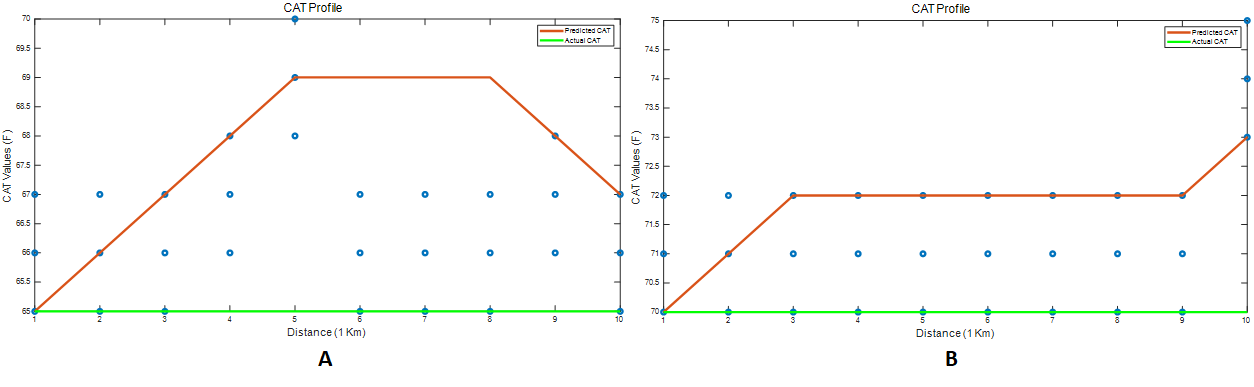 CAT Profile
Predicted CAT
Actual CAT
CAT Values (F)
70
69.5
69
68.5
68
67.5
67
66.5
66
65.5
65
1 2 3 4 5 6 7 8 9 10
Distance (1 Km)
A
CAT Profile
Predicted CAT
Actual CAT
CAT Values (F)
75
74.5
74
73.5
73
72.5
72
71.5
71
70.5
70
1 2 3 4 5 6 7 8 9 10
Distance (1 Km)
B